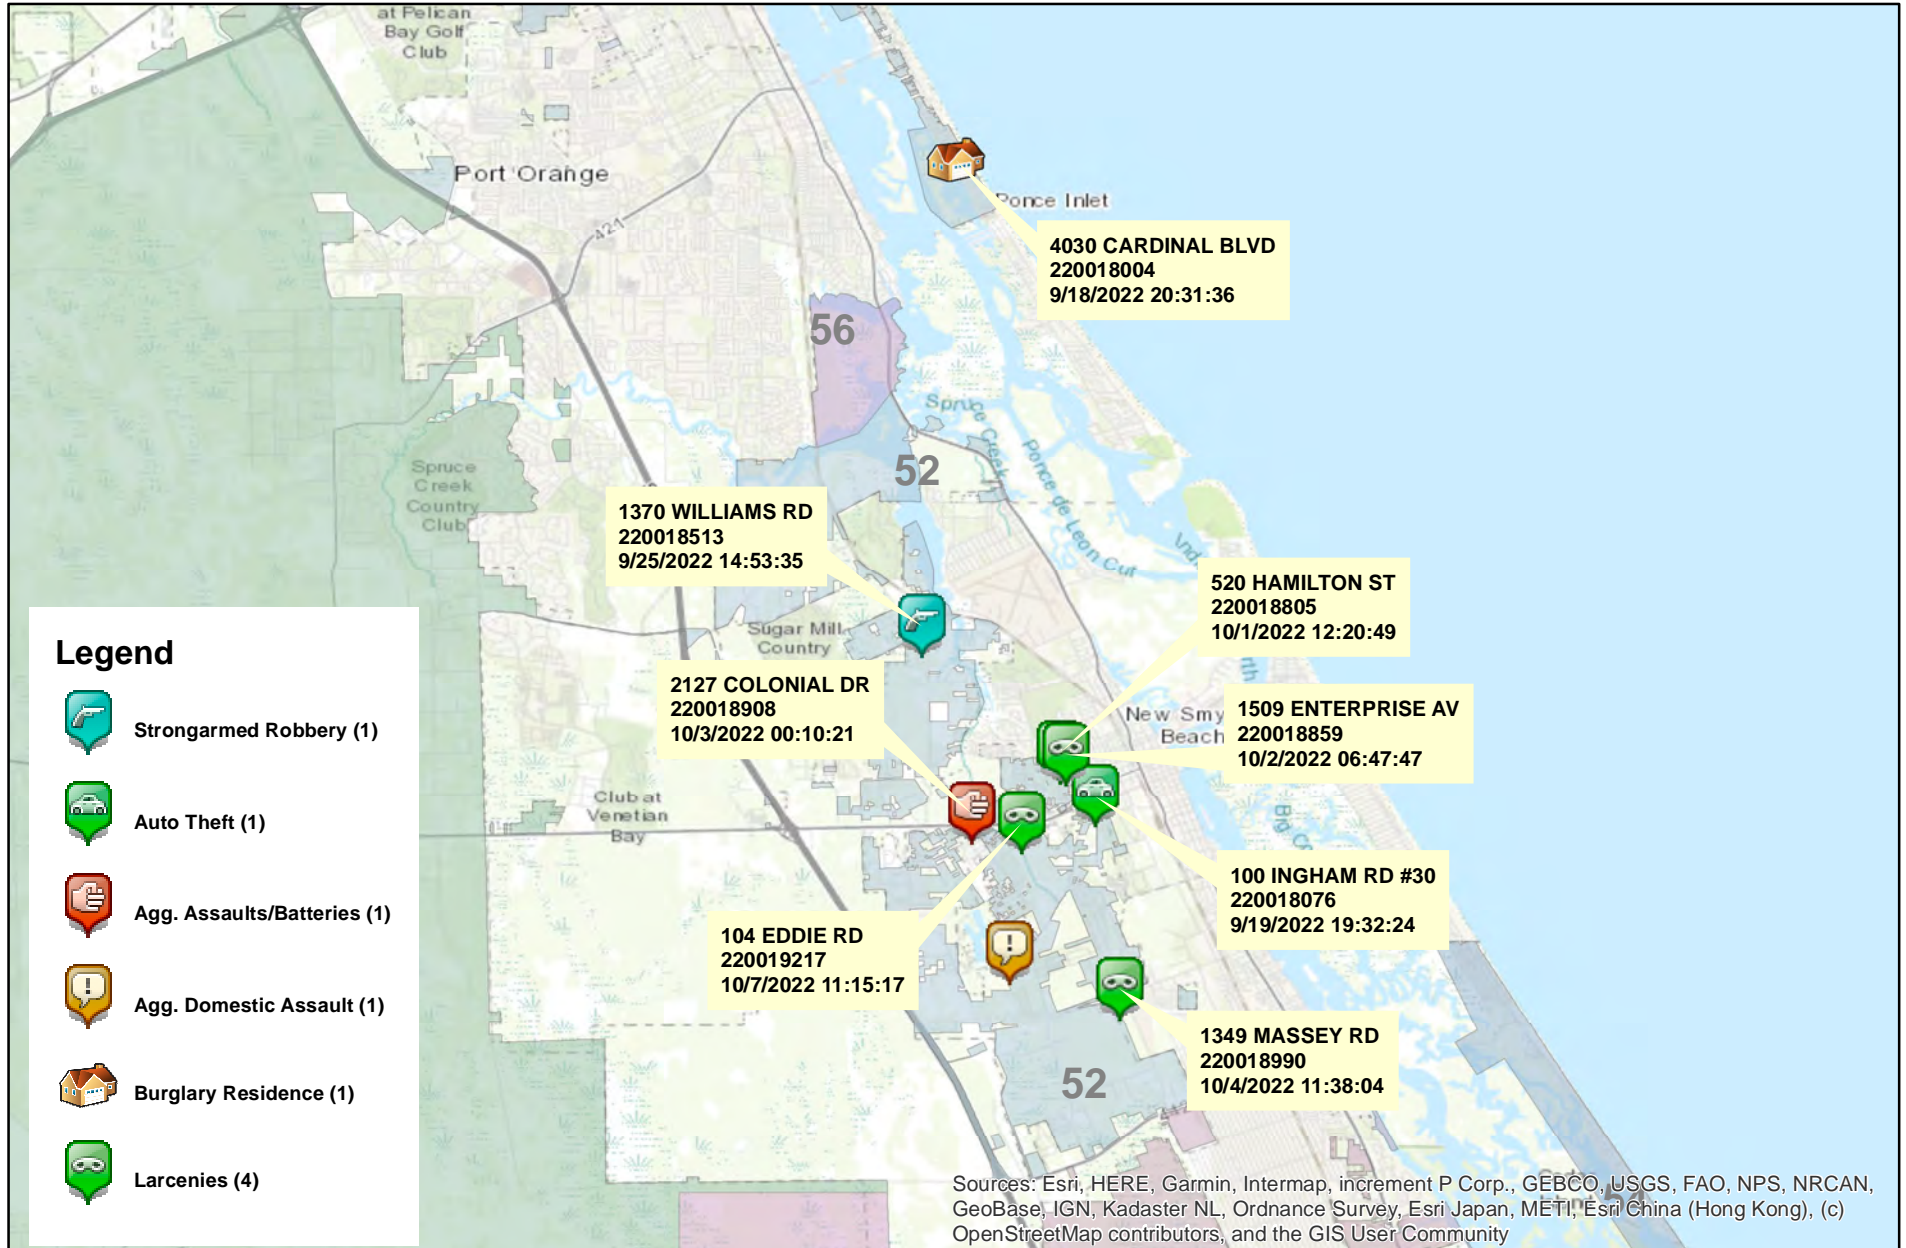 at Pelican
Bay Golf
Club
Port Orange
421
Ponce Inlet
4030 CARDINAL BLVD
220018004
9/18/2022 20:31:36
56
Spruce Creek
Ponce de Leon Cut
52
Spruce
Creek
Country
Club
1370 WILLIAMS RD
220018513
9/25/2022 14:53:35
520 HAMILTON ST
220018805
10/1/2022 12:20:49
Sugar Mill
Country
2127 COLONIAL DR
220018908
10/3/2022 00:10:21
New Smy
Beach
1509 ENTERPRISE AV
220018859
10/2/2022 06:47:47
Club at
Venetian
Bay
100 INGHAM RD #30
220018076
9/19/2022 19:32:24
104 EDDIE RD
220019217
10/7/2022 11:15:17
1349 MASSEY RD
220018990
10/4/2022 11:38:04
52
54
Legend
Strongarmed Robbery (1)
Auto Theft (1)
Agg. Assaults/Batteries (1)
Agg. Domestic Assault (1)
Burglary Residence (1)
Larcenies (4)
Sources: Esri, HERE, Garmin, Intermap, increment P Corp., GEBCO, USGS, FAO, NPS, NRCAN,
GeoBase, IGN, Kadaster NL, Ordnance Survey, Esri Japan, METI, Esri China (Hong Kong), (c)
OpenStreetMap contributors, and the GIS User Community